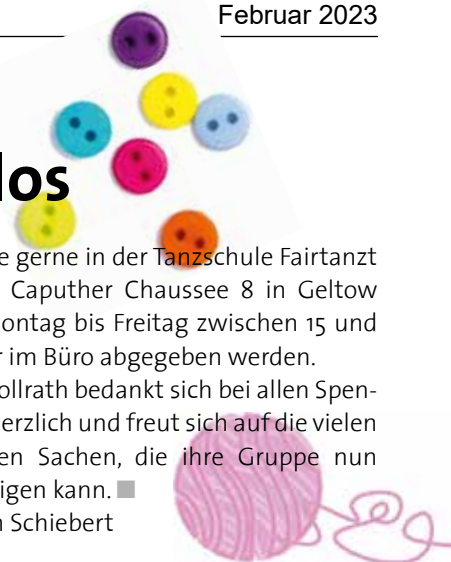 Februar 2023
los
e gerne in der Tanzschule Fairtanzt
Caputher Chaussee 8 in Geltow
ontag bis Freitag zwischen 15 und
r im Büro abgegeben werden.
ollrath bedankt sich bei allen Spen-
erzlich und freut sich auf die vielen
en Sachen, die ihre Gruppe nun
igen kann.
n Schiebert